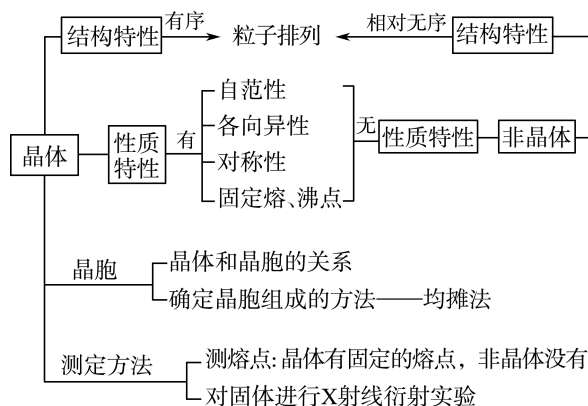 结构特性
有序
粒子排列
相对无序
结构特性
自范性
各向异性
对称性
固定熔、沸点
晶体
性质
特性
有
无
性质特性
非晶体
晶胞
晶体和晶胞的关系
确定晶胞组成的方法——均摊法
测定方法
测熔点:晶体有固定的熔点，非晶体没有
对固体进行X射线衍射实验